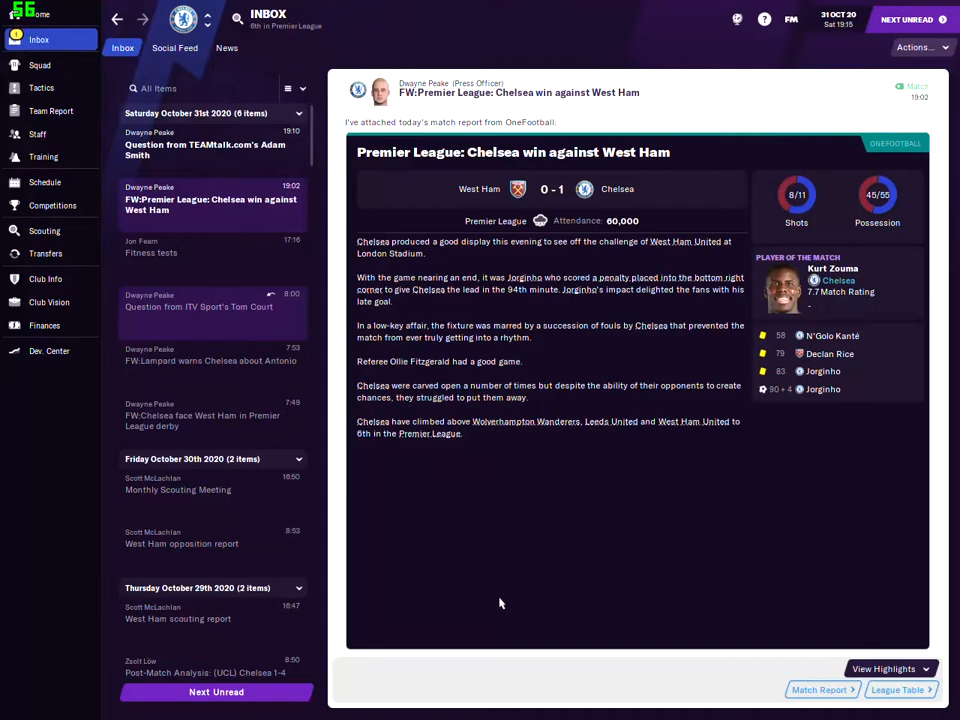 56
ome
INBOX
6th in Premier League
FM
31 OCT 20
Sat 19:15
NEXT UNREAD
1
Inbox
Inbox
Social Feed
News
Actions...
Squad
Tactics
Team Report
Staff
Training
Schedule
Competitions
Scouting
Transfers
Club Info
Club Vision
Finances
Dev. Center
All Items
Saturday October 31st 2020 (6 items)
Dwayne Peake 19:10
Question from TEAMtalk.com's Adam
Smith
Dwayne Peake 19:02
FW:Premier League: Chelsea win against
West Ham
Jon Fearn 17:16
Fitness tests
Dwayne Peake 8:00
Question from ITV Sport's Tom Court
Dwayne Peake 7:53
FW:Lampard warns Chelsea about Antonio
Dwayne Peake 7:49
FW:Chelsea face West Ham in Premier
League derby
Friday October 30th 2020 (2 items)
Scott McLachlan 16:50
Monthly Scouting Meeting
Scott McLachlan 8:53
West Ham opposition report
Thursday October 29th 2020 (2 items)
Scott McLachlan 16:47
West Ham scouting report
Zsolt Löw 8:50
Post-Match Analysis: (UCL) Chelsea 1-4
Next Unread
Dwayne Peake (Press Officer)
FW:Premier League: Chelsea win against West Ham
Match
19:02
I've attached today's match report from OneFootball:
ONEFOOTBALL
Premier League: Chelsea win against West Ham
West Ham 0 - 1 Chelsea
Premier League Attendance: 60,000
8/11
Shots
45/55
Possession
Chelsea produced a good display this evening to see off the challenge of West Ham United at
London Stadium.
With the game nearing an end, it was Jorginho who scored a penalty placed into the bottom right
corner to give Chelsea the lead in the 94th minute. Jorginho's impact delighted the fans with his
late goal.
In a low-key affair, the fixture was marred by a succession of fouls by Chelsea that prevented the
match from ever truly getting into a rhythm.
Referee Ollie Fitzgerald had a good game.
Chelsea were carved open a number of times but despite the ability of their opponents to create
chances, they struggled to put them away.
Chelsea have climbed above Wolverhampton Wanderers, Leeds United and West Ham United to
6th in the Premier League.
PLAYER OF THE MATCH
Kurt Zouma
Chelsea
7.7 Match Rating
-
58 N'Golo Kanté
79 Declan Rice
83 Jorginho
90 + 4 Jorginho
View Highlights
Match Report
League Table